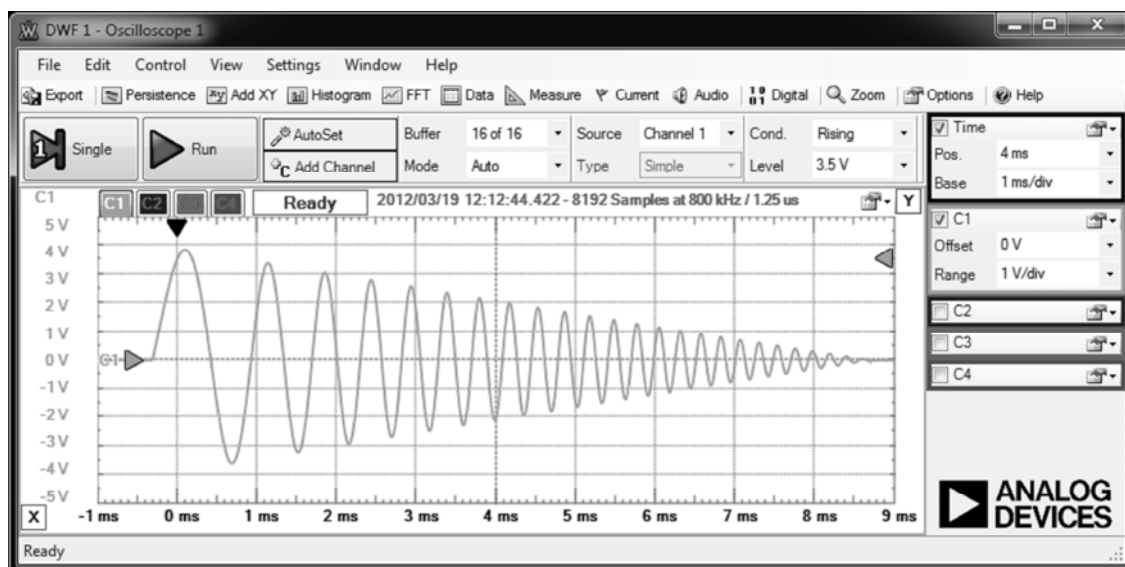 DWF 1 - Oscilloscope 1
File Edit Control View Settings Window Help
Export Persistence Add XY Histogram FFT Data Measure Current Audio Digital Zoom Options Help
Single Run AutoSet Buffer 16 of 16 Source Channel 1 Cond. Rising
Add Channel Mode Auto Type Simple Level 3.5 V
Time
Pos. 4 ms
Base 1 ms/div
C1
Offset 0 V
Range 1 V/div
C2
C3
C4
C1 C1 C2 C4 Ready 2012/03/19 12:12:44.422 - 8192 Samples at 800 kHz / 1.25 us Y
5 V
4 V
3 V
2 V
1 V
0 V C1
-1 V
-2 V
-3 V
-4 V
-5 V
X -1 ms 0 ms 1 ms 2 ms 3 ms 4 ms 5 ms 6 ms 7 ms 8 ms 9 ms
ANALOG
DEVICES
Ready